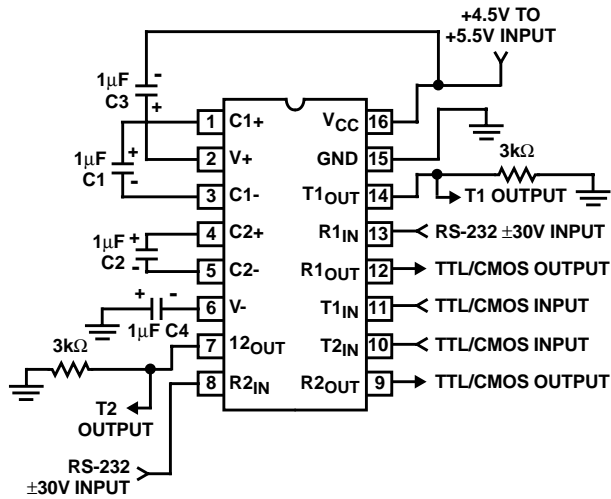 +4.5V TO
+5.5V INPUT
1μF
-
C3
+
1 C1+ VCC 16
+
1μF
C1
-
2 V+ GND 15
3kΩ
3 C1- T1OUT 14
T1 OUTPUT
4 C2+ R1IN 13 RS-232 ±30V INPUT
1μF +
C2 -
5 C2- R1OUT 12 TTL/CMOS OUTPUT
+ -
6 V- T1IN 11 TTL/CMOS INPUT
1μF C4
3kΩ
7 12OUT T2IN 10 TTL/CMOS INPUT
8 R2IN R2OUT 9 TTL/CMOS OUTPUT
T2
OUTPUT
RS-232
±30V INPUT